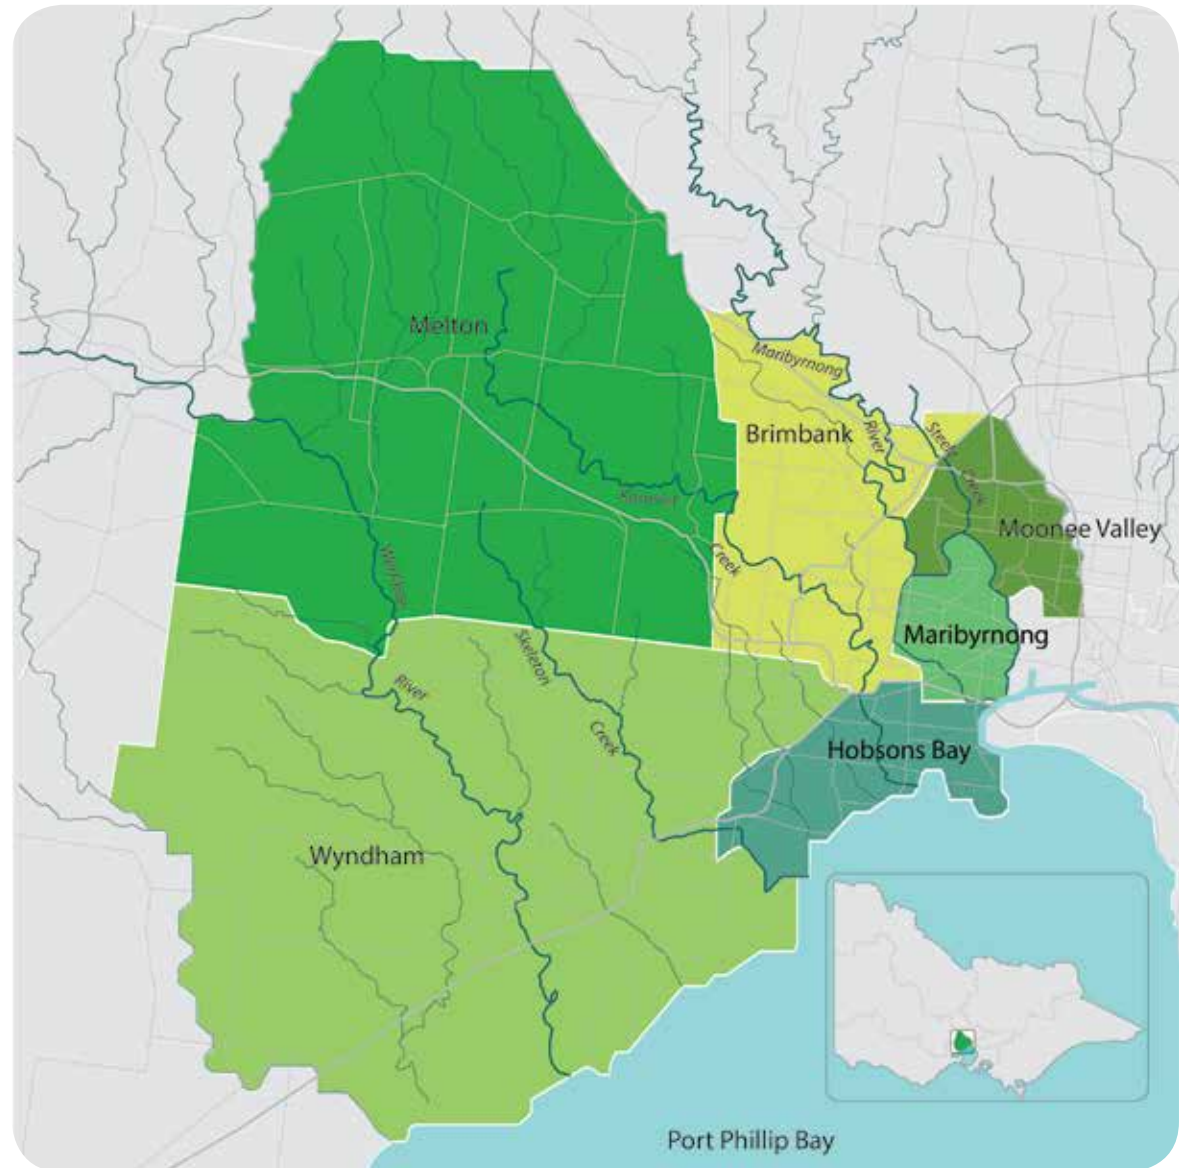 Melton
Maribyrnong
River
Brimbank
Steele
Creek
Kororoit
Creek
Moonee Valley
Werribee
River
Skeleton
Creek
Maribyrnong
Hobsons Bay
Wyndham
Port Phillip Bay